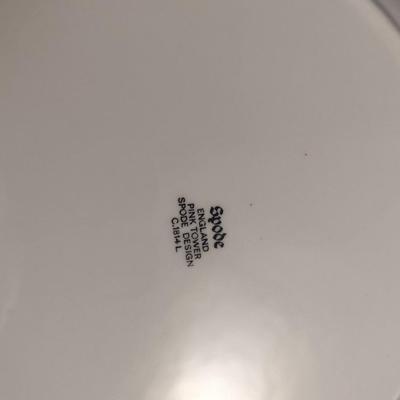 Spode
ENGLAND
PINK TOWER
SPODE DESIGN
C.1814 L